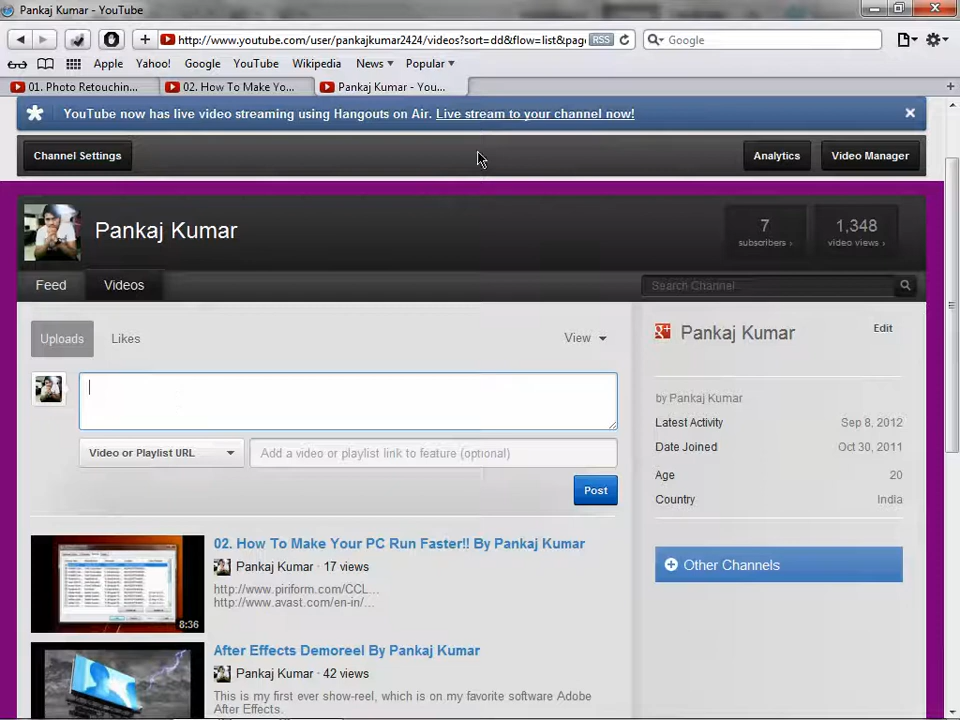 Pankaj Kumar - YouTube
http://www.youtube.com/user/pankajkumar2424/videos?sort=dd&flow=list&page
RSS
Google
Apple Yahoo! Google YouTube Wikipedia News Popular
01. Photo Retouchin...
02. How To Make Yo...
Pankaj Kumar - You...
YouTube now has live video streaming using Hangouts on Air. Live stream to your channel now!
Channel Settings
Analytics
Video Manager
Pankaj Kumar
7
subscribers ›
1,348
video views ›
Feed
Videos
Search Channel
Uploads
Likes
View
Video or Playlist URL
Add a video or playlist link to feature (optional)
Post
02. How To Make Your PC Run Faster!! By Pankaj Kumar
Pankaj Kumar · 17 views
http://www.piriform.com/CCL...
http://www.avast.com/en-in/...
8:36
After Effects Demoreel By Pankaj Kumar
Pankaj Kumar · 42 views
This is my first ever show-reel, which is on my favorite software Adobe
After Effects.
g+
Pankaj Kumar
Edit
by Pankaj Kumar
Latest Activity Sep 8, 2012
Date Joined Oct 30, 2011
Age 20
Country India
Other Channels